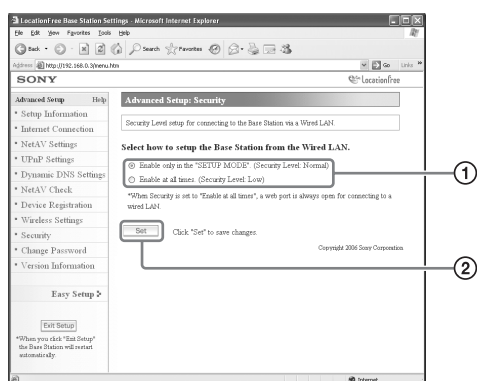 LocationFree Base Station Settings - Microsoft Internet Explorer
File Edit View Favorites Tools Help
Back Search Favorites
Address http://192.168.0.3/menu.htm Go Links »
SONY LocationFree
Advanced Setup Help
Advanced Setup: Security
Security Level setup for connecting to the Base Station via a Wired LAN.
Select how to setup the Base Station from the Wired LAN.
Enable only in the "SETUP MODE". (Security Level: Normal)
Enable at all times (Security Level: Low)
*When Security is set to "Enable at all times", a web port is always open for connecting to a
wired LAN.
Set Click "Set" to save changes.
Copyright 2006 Sony Corporation
* Setup Information
* Internet Connection
* NetAV Settings
* UPnP Settings
* Dynamic DNS Settings
* NetAV Check
* Device Registration
* Wireless Settings
* Security
* Change Password
* Version Information
Easy Setup
Exit Setup
*When you click "Exit Setup"
the Base Station will restart
automatically.
Internet
1
2